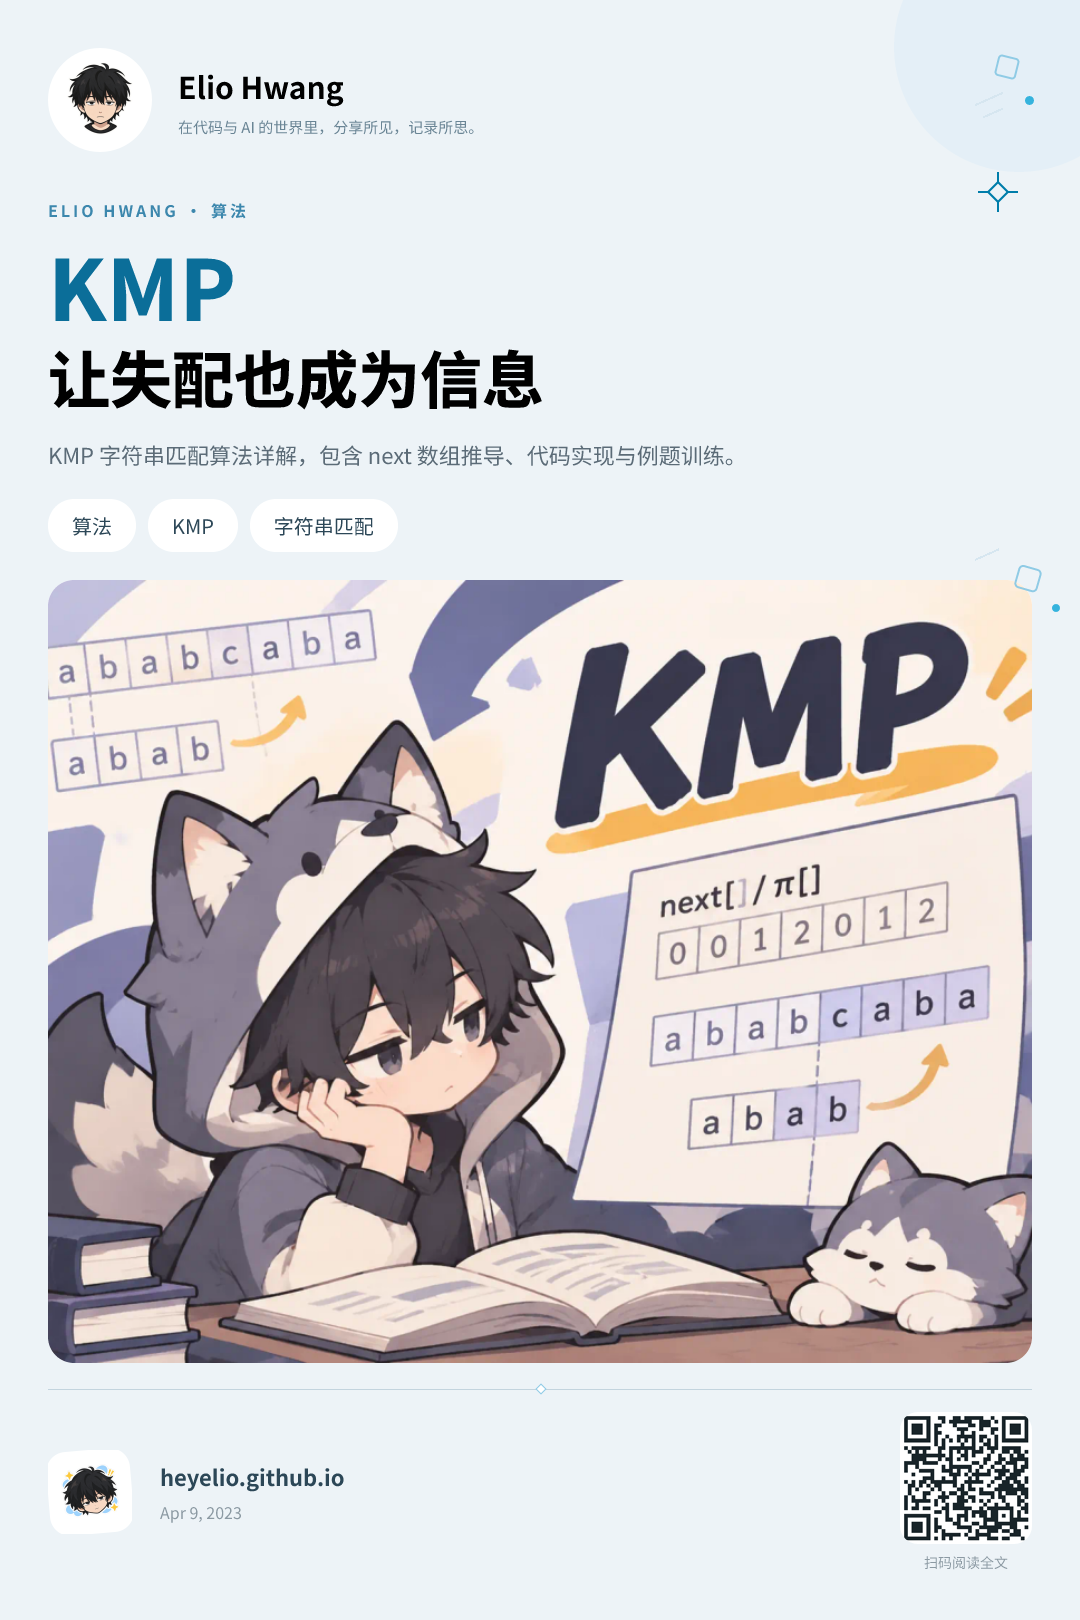 Elio Hwang
在代码与 AI 的世界里，分享所见，记录所思。
ELIO HWANG • 算法
KMP
让失配也成为信息
KMP 字符串匹配算法详解，包含 next 数组推导、代码实现与例题训练。
算法
KMP
字符串匹配
a b a b c a b a
a b a b
KMP
next[] / π[]
0 0 1 2 0 1 2
a b a b c a b a
a b a b
heyelio.github.io
Apr 9, 2023
扫码阅读全文